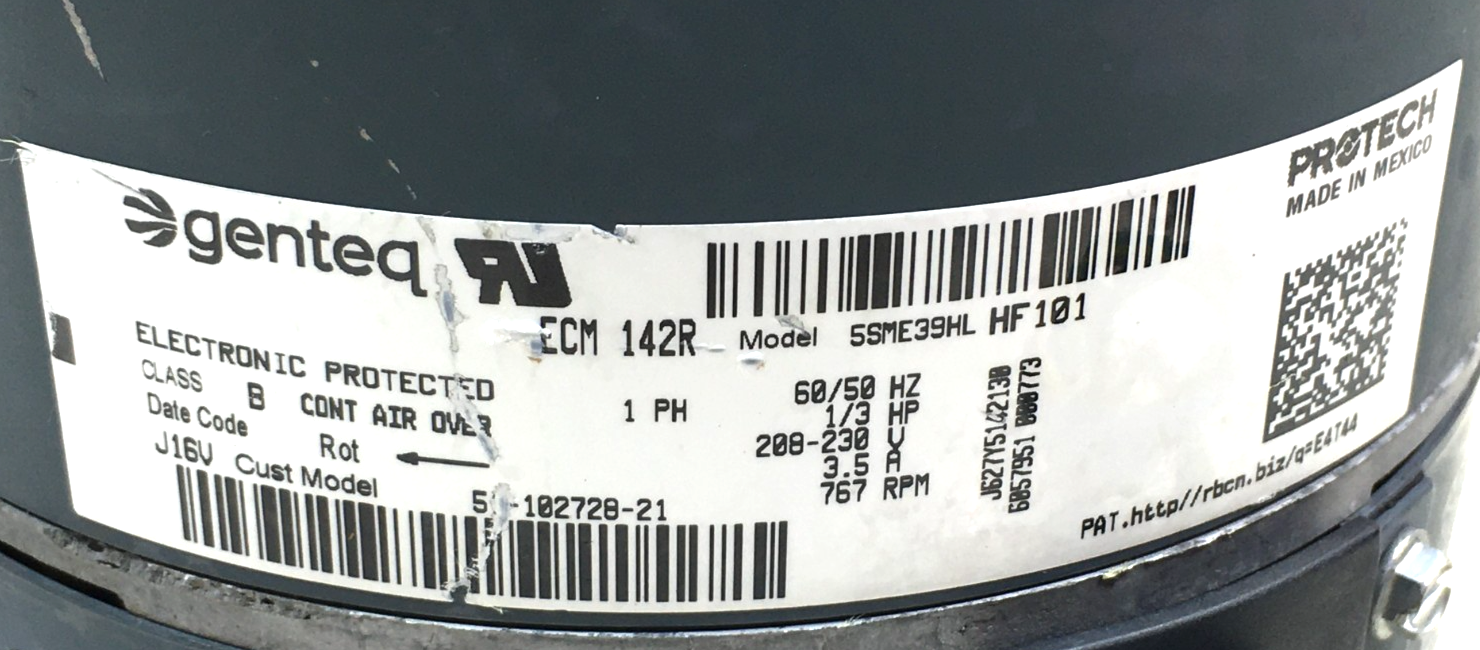 genteq
PROTECH
MADE IN MEXICO
ECM 142R Model 5SME39HL HF101
ELECTRONIC PROTECTED
CLASS B CONT AIR OVER
1 PH
60/50 HZ
1/3 HP
208-230 V
3.5 A
767 RPM
Date Code Rot
J16V Cust Model
-102728-21
J627Y5142130
6057951 0007773
PAT.http//rbcn.biz/q=E4T44